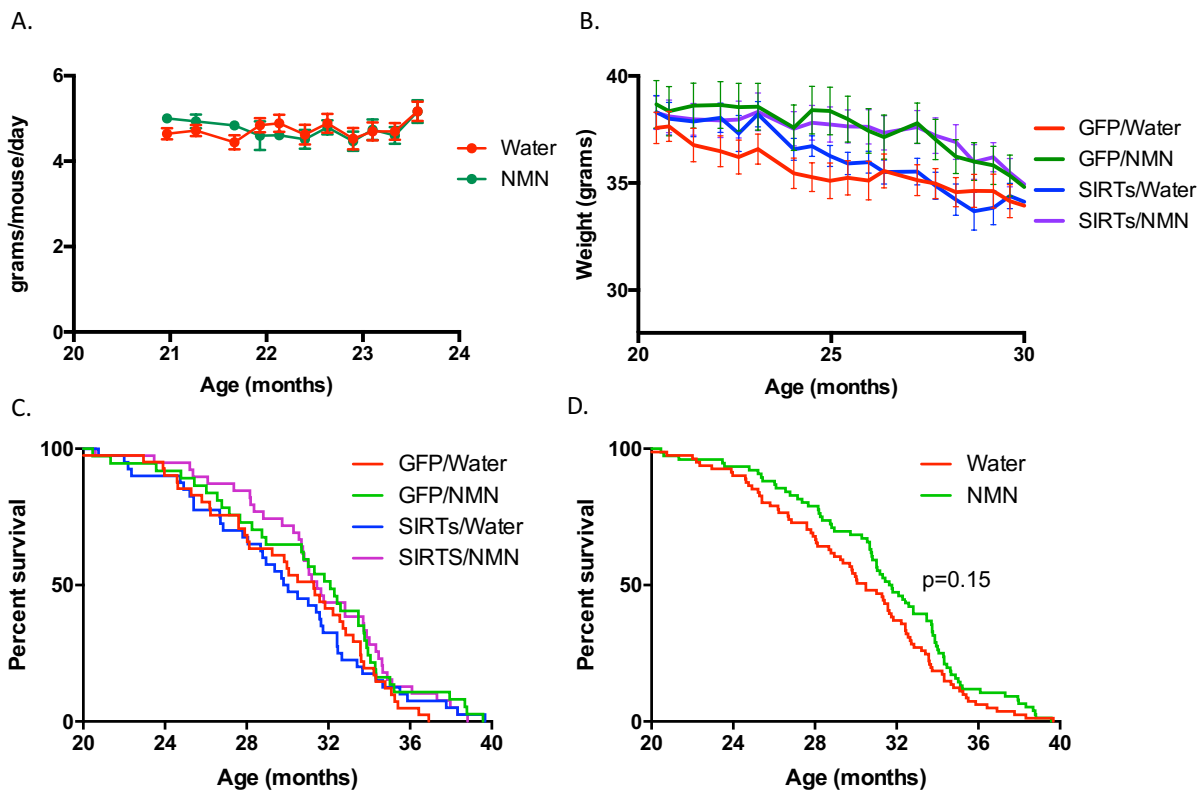 A.
grams/mouse/day
6
4
2
0
20
21
22
23
24
Age (months)
Water
NMN
B.
Weight (grams)
40
35
30
20
25
30
Age (months)
GFP/Water
GFP/NMN
SIRTs/Water
SIRTs/NMN
C.
Percent survival
100
50
0
20
24
28
32
36
40
Age (months)
GFP/Water
GFP/NMN
SIRTs/Water
SIRTS/NMN
D.
Percent survival
100
50
0
20
24
28
32
36
40
Age (months)
Water
NMN
p=0.15